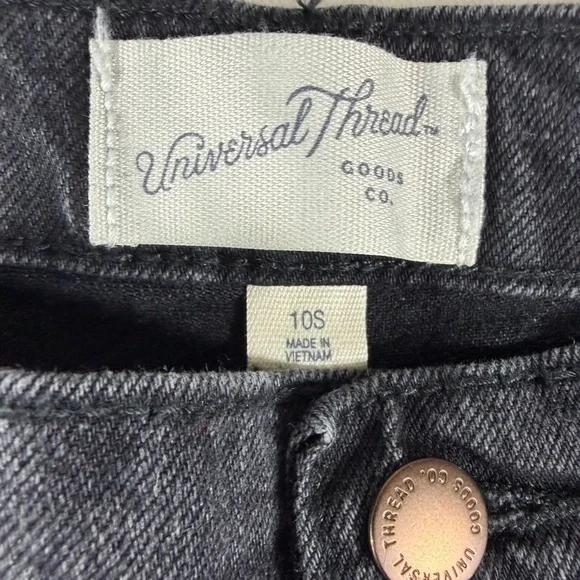 Universal Thread™
GOODS
CO.
10S
MADE IN
VIETNAM
UNIVERSAL THREAD GOODS CO.